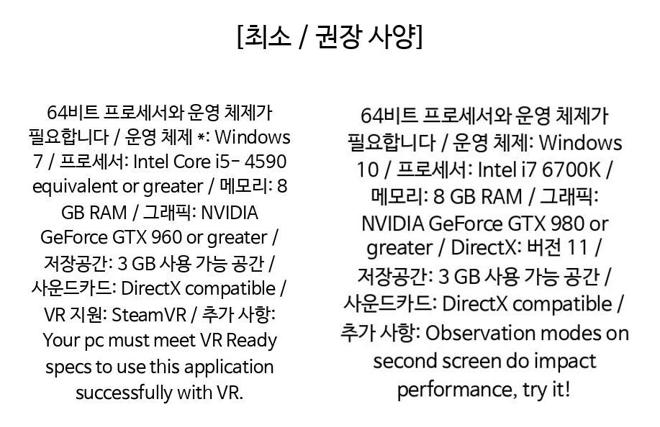 [최소 / 권장 사양]
64비트 프로세서와 운영 체제가
필요합니다 / 운영 체제 *: Windows
7 / 프로세서: Intel Core i5- 4590
equivalent or greater / 메모리: 8
GB RAM / 그래픽: NVIDIA
GeForce GTX 960 or greater /
저장공간: 3 GB 사용 가능 공간 /
사운드카드: DirectX compatible /
VR 지원: SteamVR / 추가 사항:
Your pc must meet VR Ready
specs to use this application
successfully with VR.
64비트 프로세서와 운영 체제가
필요합니다 / 운영 체제: Windows
10 / 프로세서: Intel i7 6700K /
메모리: 8 GB RAM / 그래픽:
NVIDIA GeForce GTX 980 or
greater / DirectX: 버전 11 /
저장공간: 3 GB 사용 가능 공간 /
사운드카드: DirectX compatible /
추가 사항: Observation modes on
second screen do impact
performance, try it!